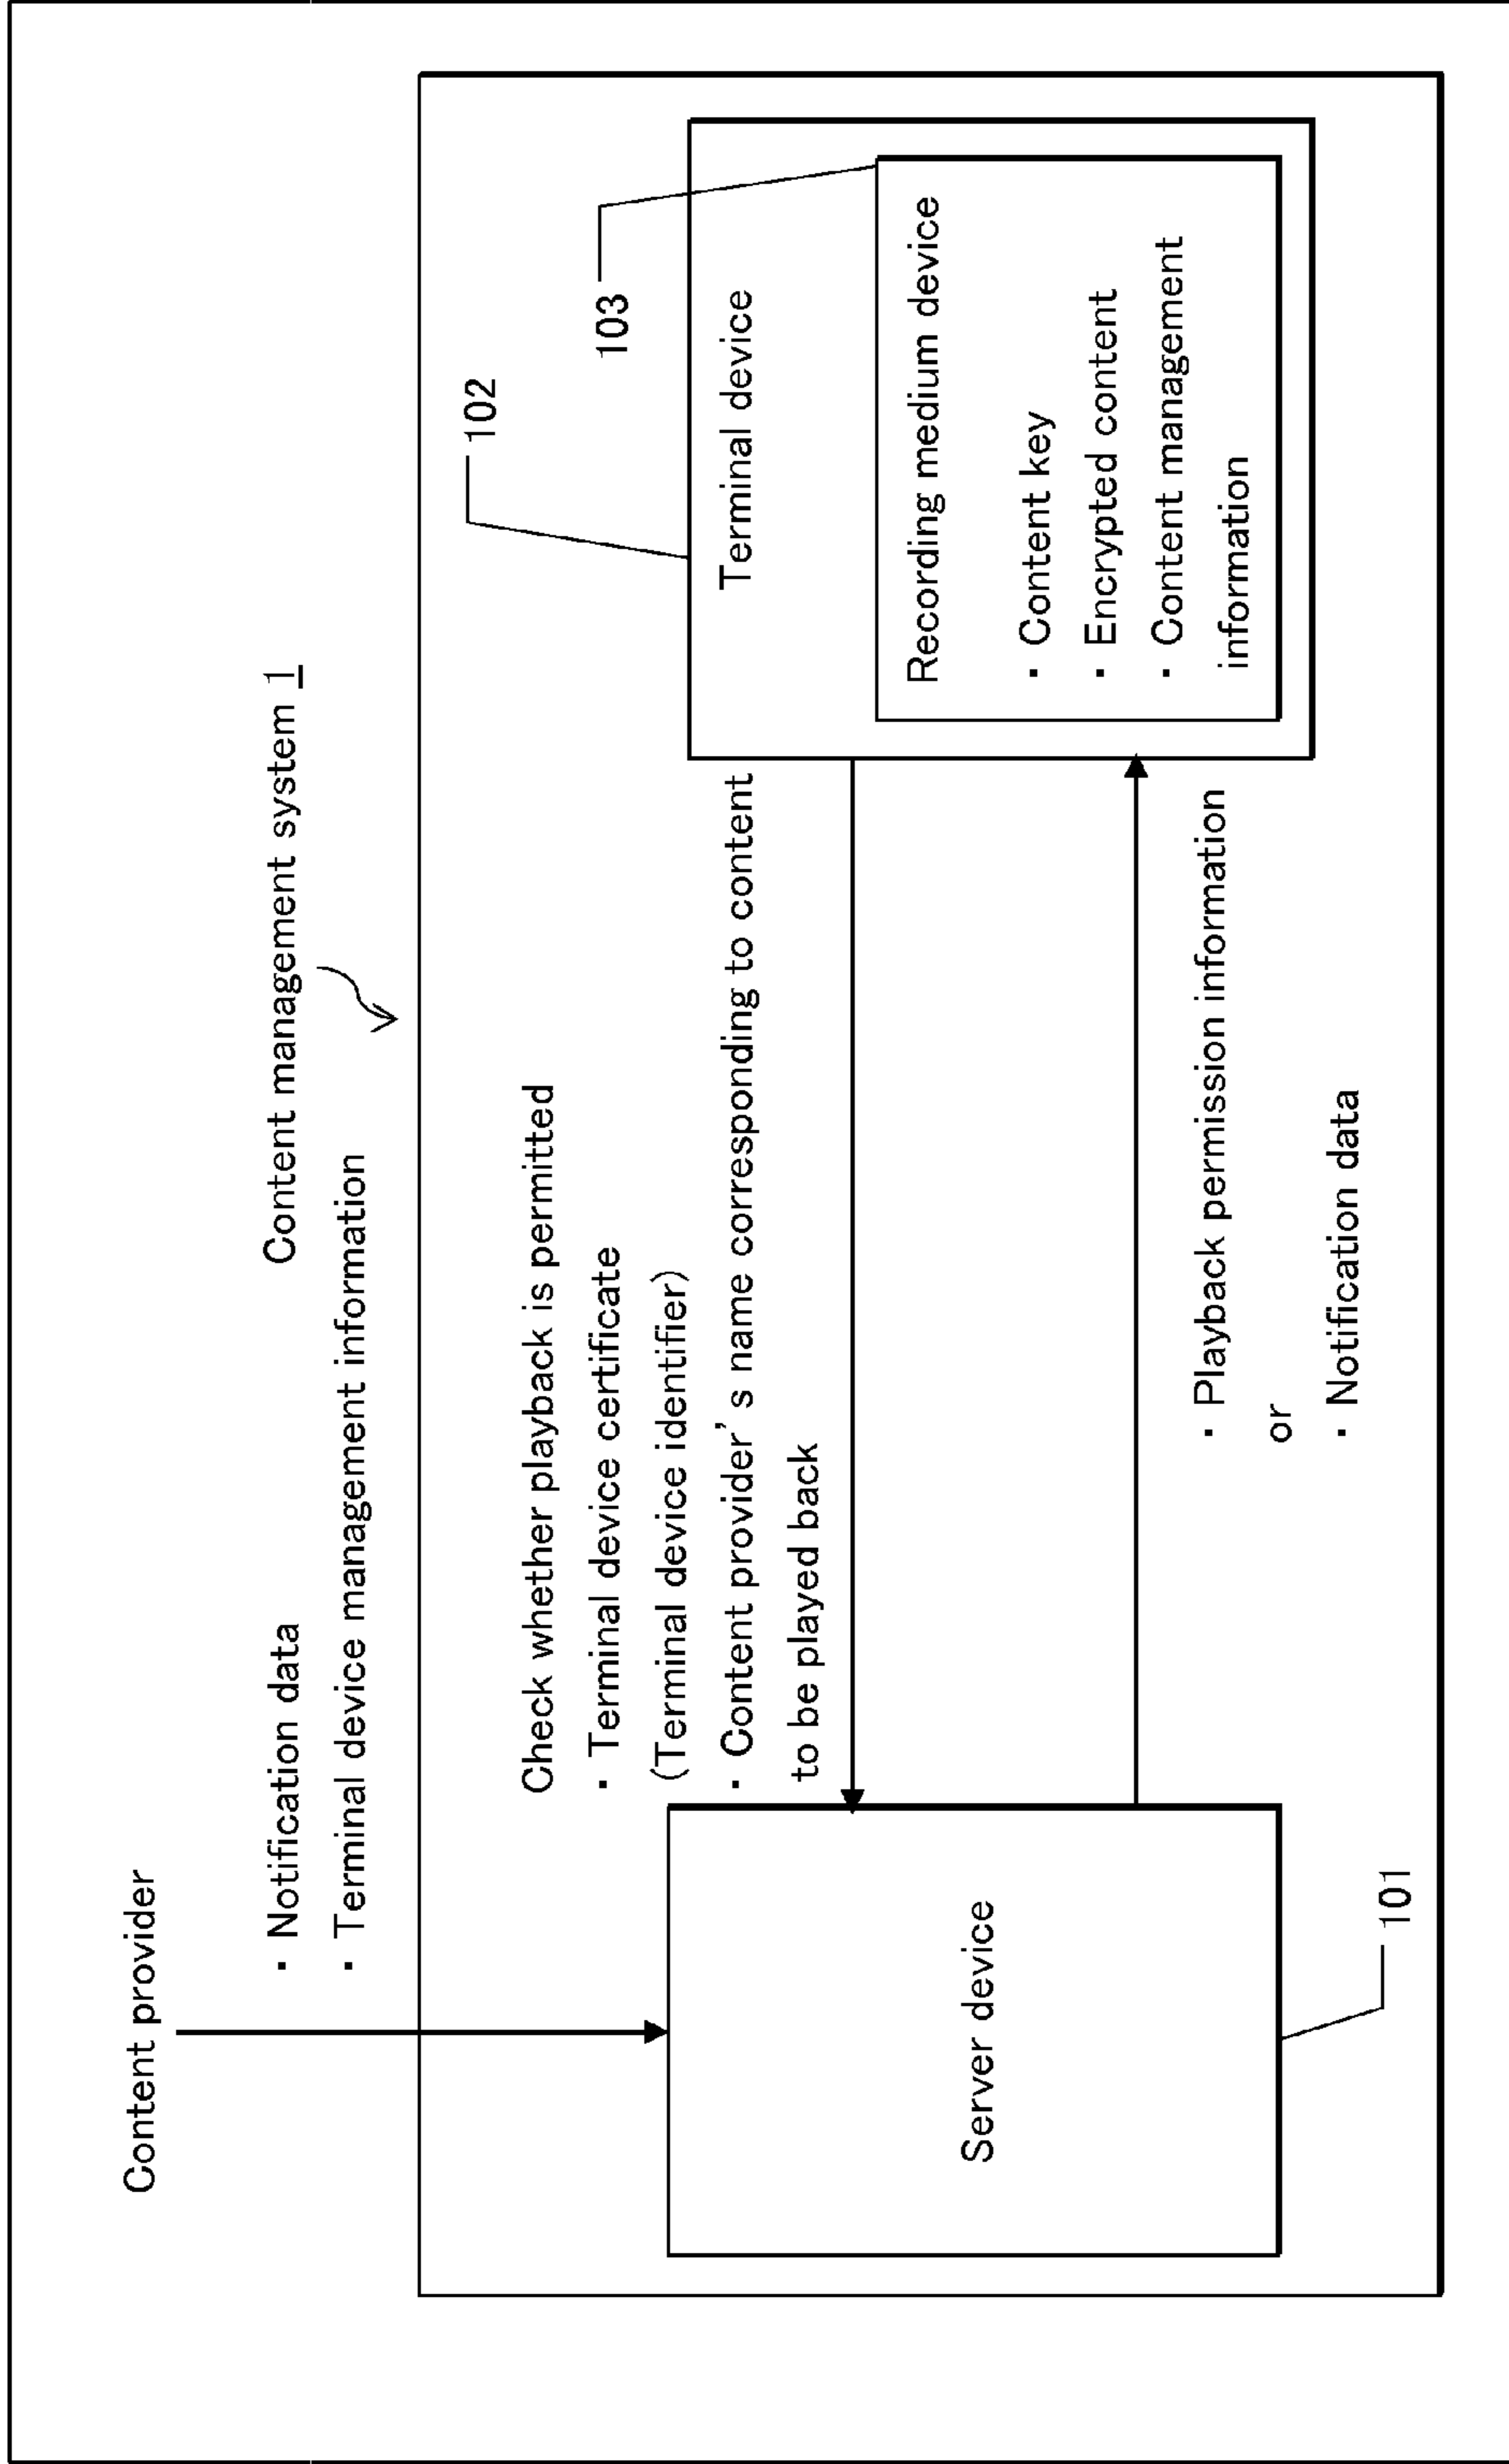 Content provider
・Notification data
・Terminal device management information
Content management system 1
Check whether playback is permitted
・Terminal device certificate
(Terminal device identifier)
・Content provider's name corresponding to content
to be played back
102
103
Terminal device
Recording medium device
・Content key
・Encrypted content
・Content management
information
Server device
・Playback permission information
or
・Notification data
101